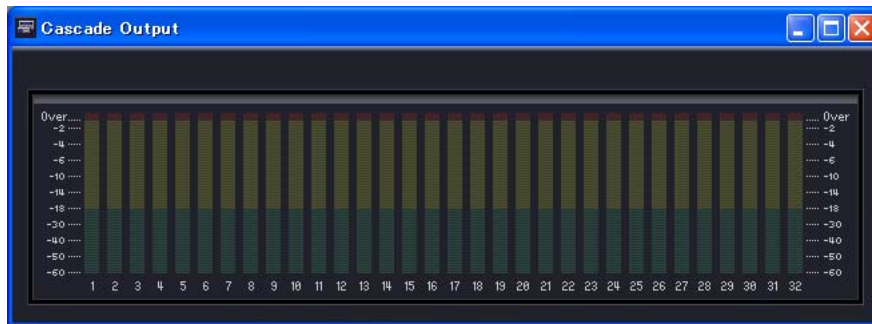 Cascade Output
Over..... ..... Over
-2 ..... ..... -2
-4 ..... ..... -4
-6 ..... ..... -6
-10 ..... ..... -10
-14 ..... ..... -14
-18 ..... ..... -18
-30 ..... ..... -30
-40 ..... ..... -40
-50 ..... ..... -50
-60 ..... ..... -60
1 2 3 4 5 6 7 8 9 10 11 12 13 14 15 16 17 18 19 20 21 22 23 24 25 26 27 28 29 30 31 32